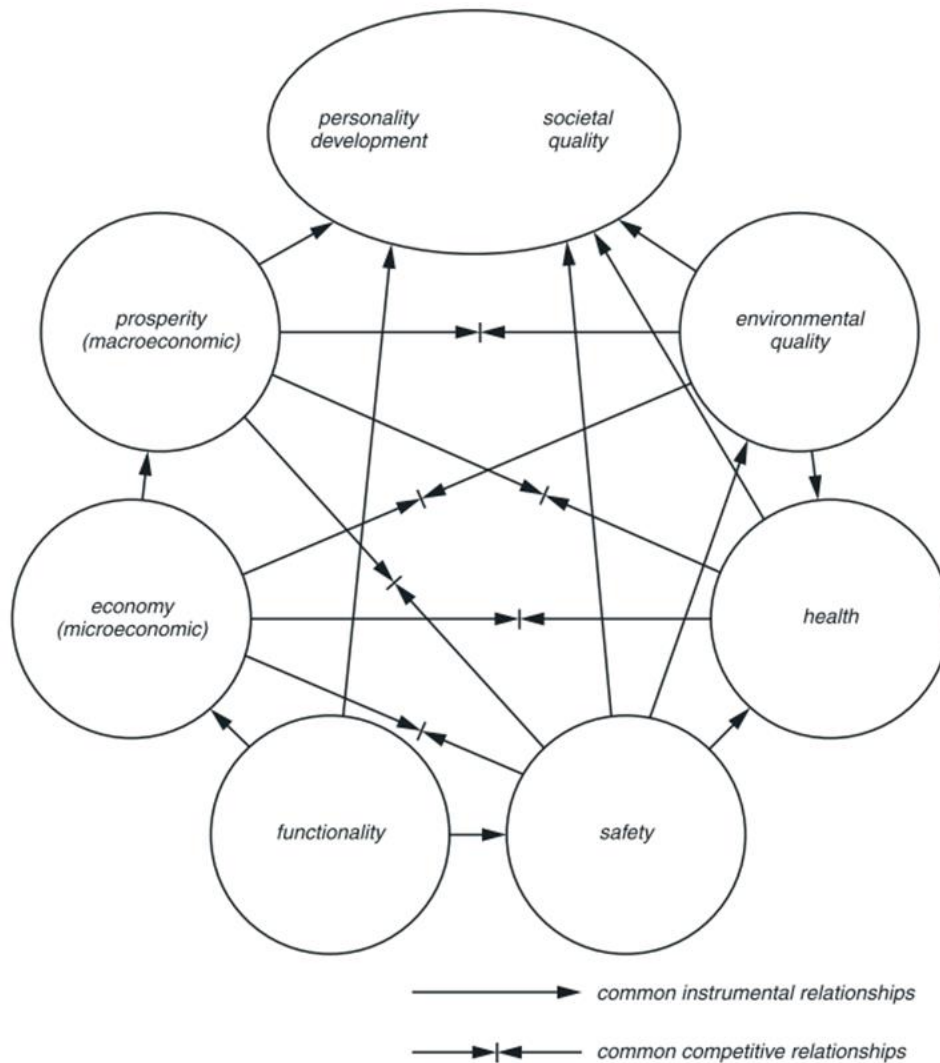 personality
development
societal
quality
prosperity
(macroeconomic)
environmental
quality
economy
(microeconomic)
health
functionality
safety
common instrumental relationships
common competitive relationships